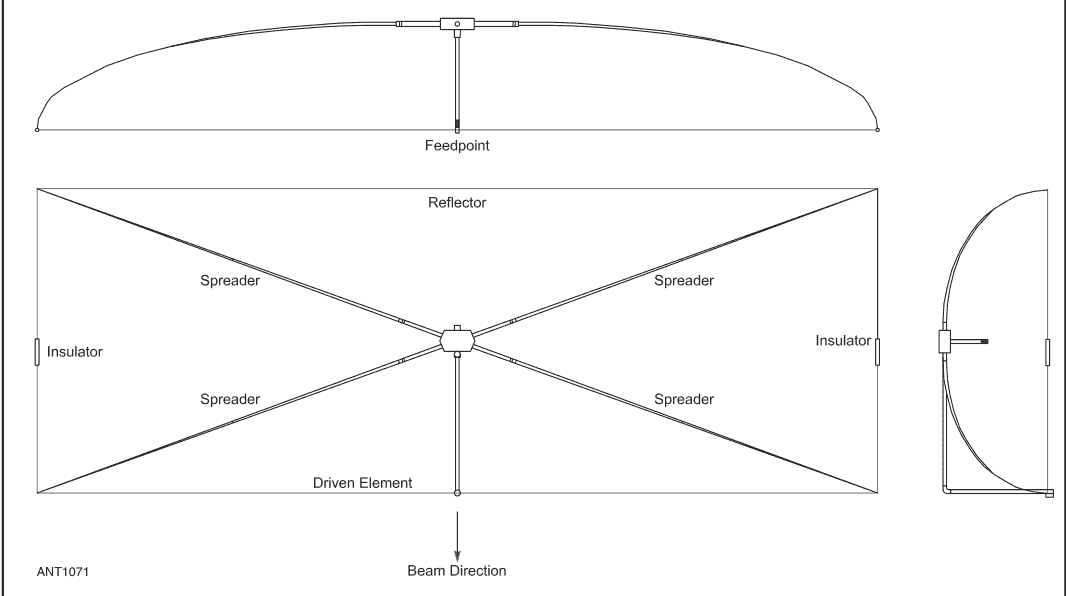 Feedpoint
Reflector
Spreader
Spreader
Insulator
Insulator
Spreader
Spreader
Driven Element
Beam Direction
ANT1071